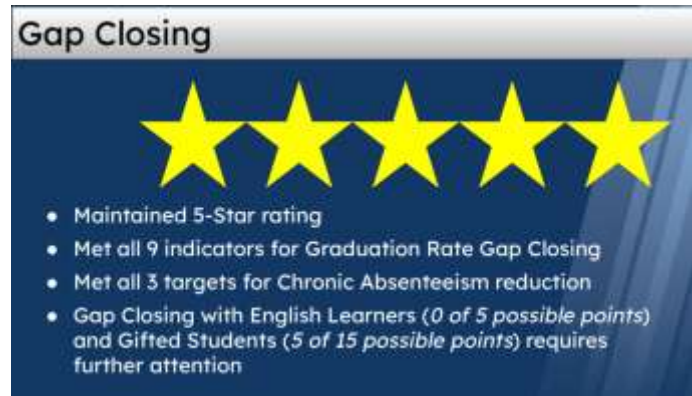 Gap Closing
● Maintained 5-Star rating
● Met all 9 indicators for Graduation Rate Gap Closing
● Met all 3 targets for Chronic Absenteeism reduction
● Gap Closing with English Learners (0 of 5 possible points)
and Gifted Students (5 of 15 possible points) requires
further attention